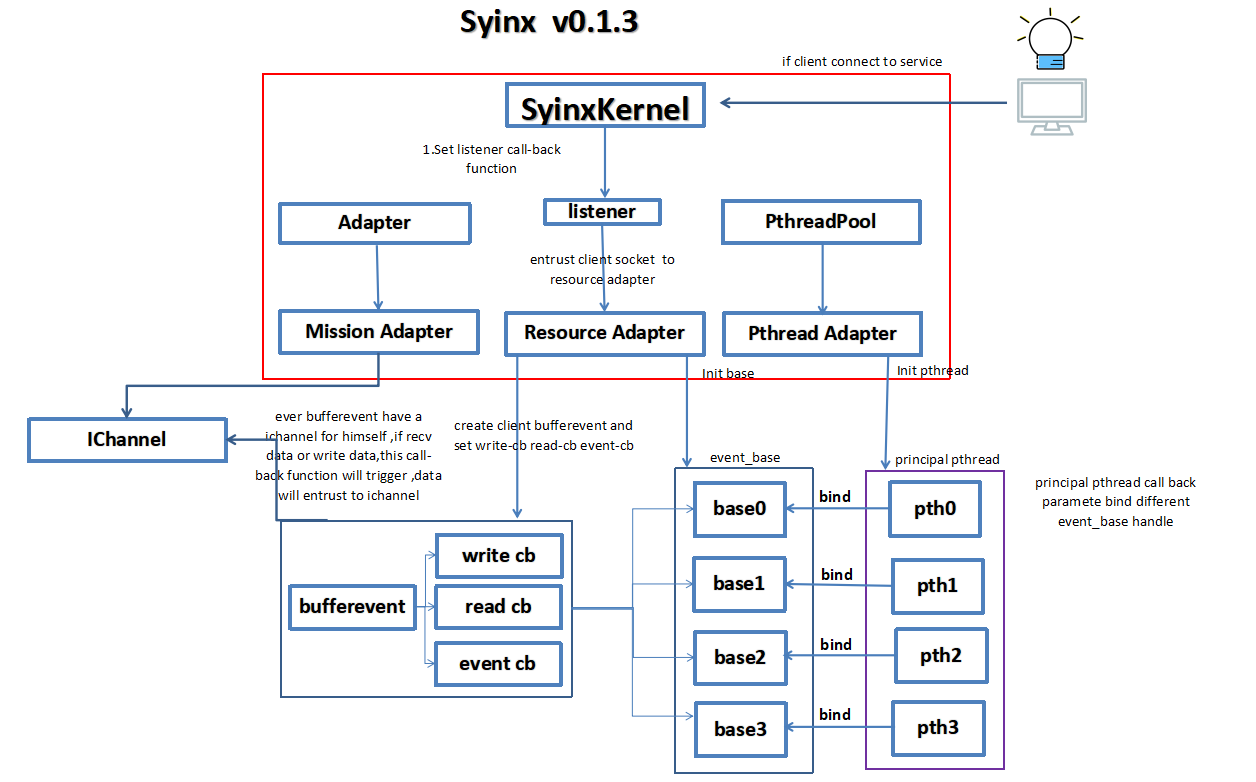 Syinx v0.1.3
if client connect to service
SyinxKernel
1.Set listener call-back
function
Adapter
listener
PthreadPool
entrust client socket to
resource adapter
Mission Adapter
Resource Adapter
Pthread Adapter
Init base
Init pthread
IChannel
ever bufferevent have a
ichannel for himself ,if recv
data or write data,this call-
back function will trigger ,data
will entrust to ichannel
create client bufferevent and
set write-cb read-cb event-cb
event_base
principal pthread
principal pthread call back
paramete bind different
event_base handle
base0
bind
pth0
write cb
bufferevent
read cb
event cb
base1
bind
pth1
base2
bind
pth2
base3
bind
pth3